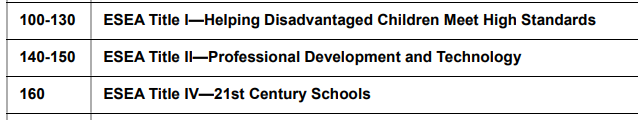 100-130 ESEA Title I—Helping Disadvantaged Children Meet High Standards
140-150 ESEA Title II—Professional Development and Technology
160 ESEA Title IV—21st Century Schools